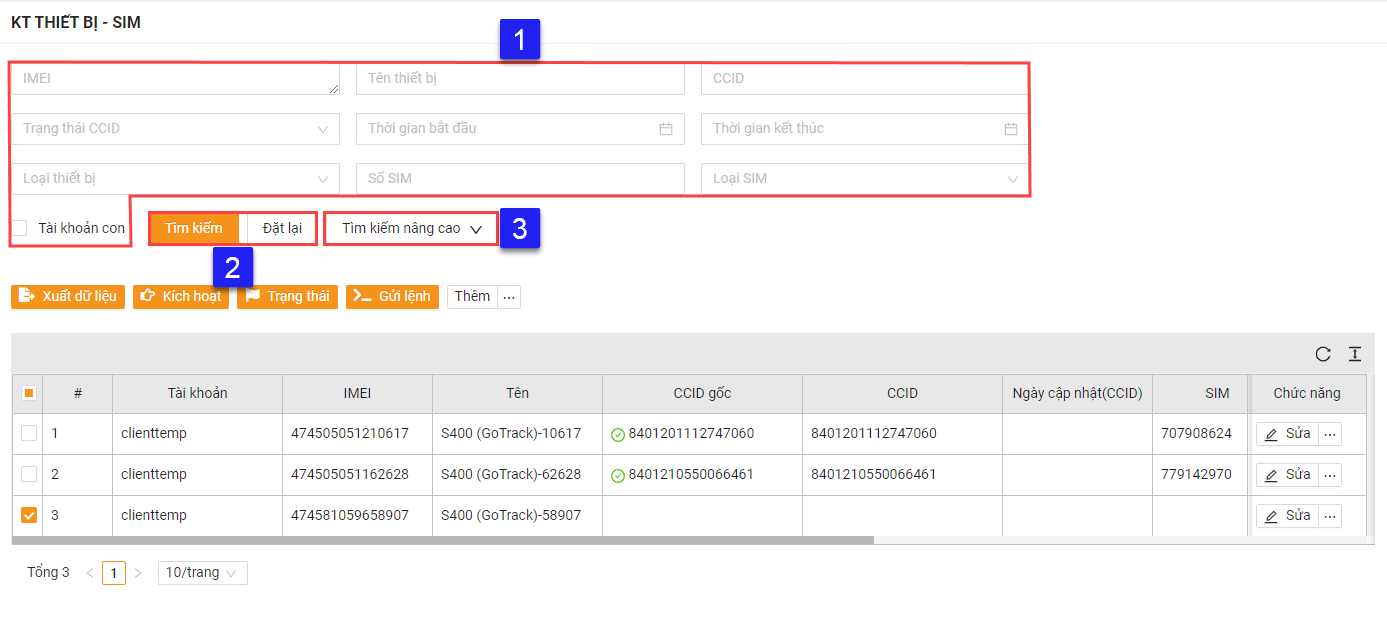 KT THIẾT BỊ - SIM
1
IMEI Tên thiết bị CCID
Trạng thái CCID Thời gian bắt đầu Thời gian kết thúc
Loại thiết bị Số SIM Loại SIM
Tài khoản con Tìm kiếm Đặt lại Tìm kiếm nâng cao 3
2
Xuất dữ liệu Kích hoạt Trạng thái Gửi lệnh Thêm ...
# Tài khoản IMEI Tên CCID gốc CCID Ngày cập nhật(CCID) SIM Chức năng
1 clienttemp 474505051210617 S400 (GoTrack)-10617 8401201112747060 8401201112747060 707908624 Sửa ...
2 clienttemp 474505051162628 S400 (GoTrack)-62628 8401210550066461 8401210550066461 779142970 Sửa ...
3 clienttemp 474581059658907 S400 (GoTrack)-58907 Sửa ...
Tổng 3 < 1 > 10/trang